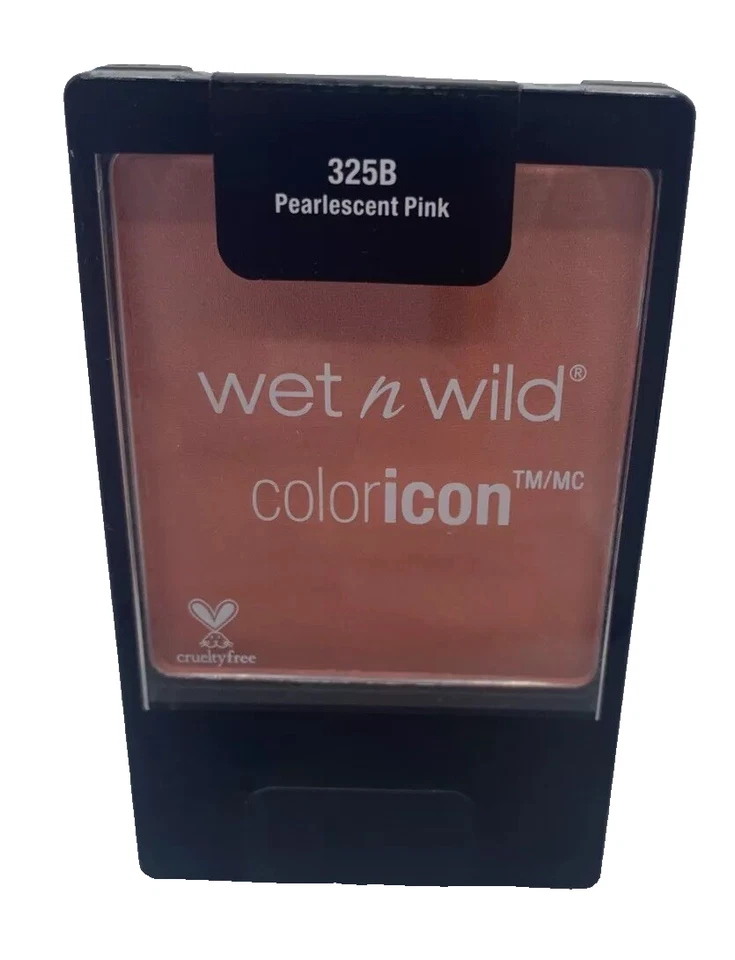 325B
Pearlescent Pink
wet n wild®
coloricon™/MC
crueltyfree